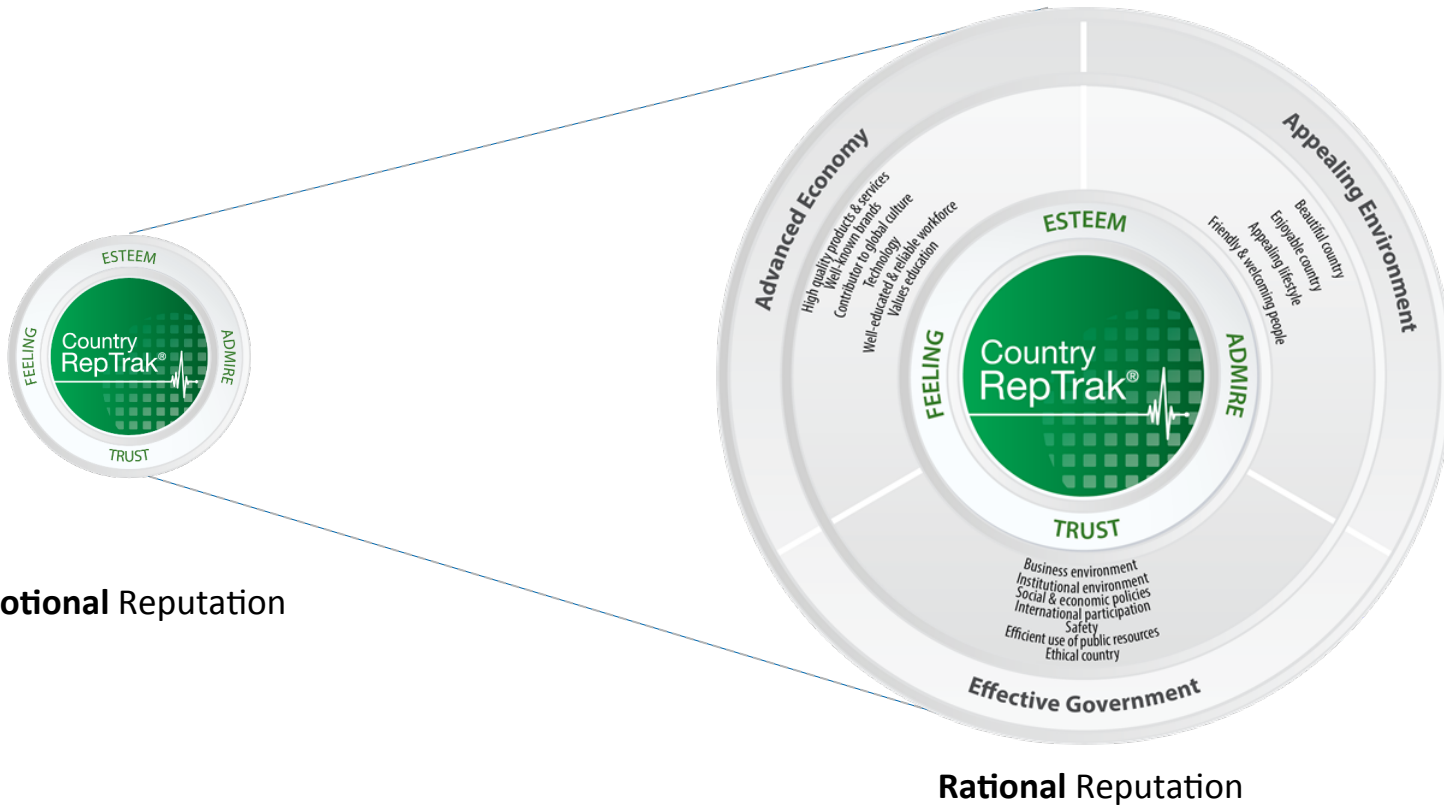 ESTEEM
FEELING
Country
RepTrak®
ADMIRE
TRUST
otional Reputation
Advanced Economy
High quality products & services
Well-known brands
Contributor to global culture
Technology
Well-educated & reliable workforce
Values education
Appealing Environment
Beautiful country
Enjoyable country
Appealing lifestyle
Friendly & welcoming people
ESTEEM
FEELING
Country
RepTrak®
ADMIRE
TRUST
Business environment
Institutional environment
Social & economic policies
International participation
Safety
Efficient use of public resources
Ethical country
Effective Government
Rational Reputation